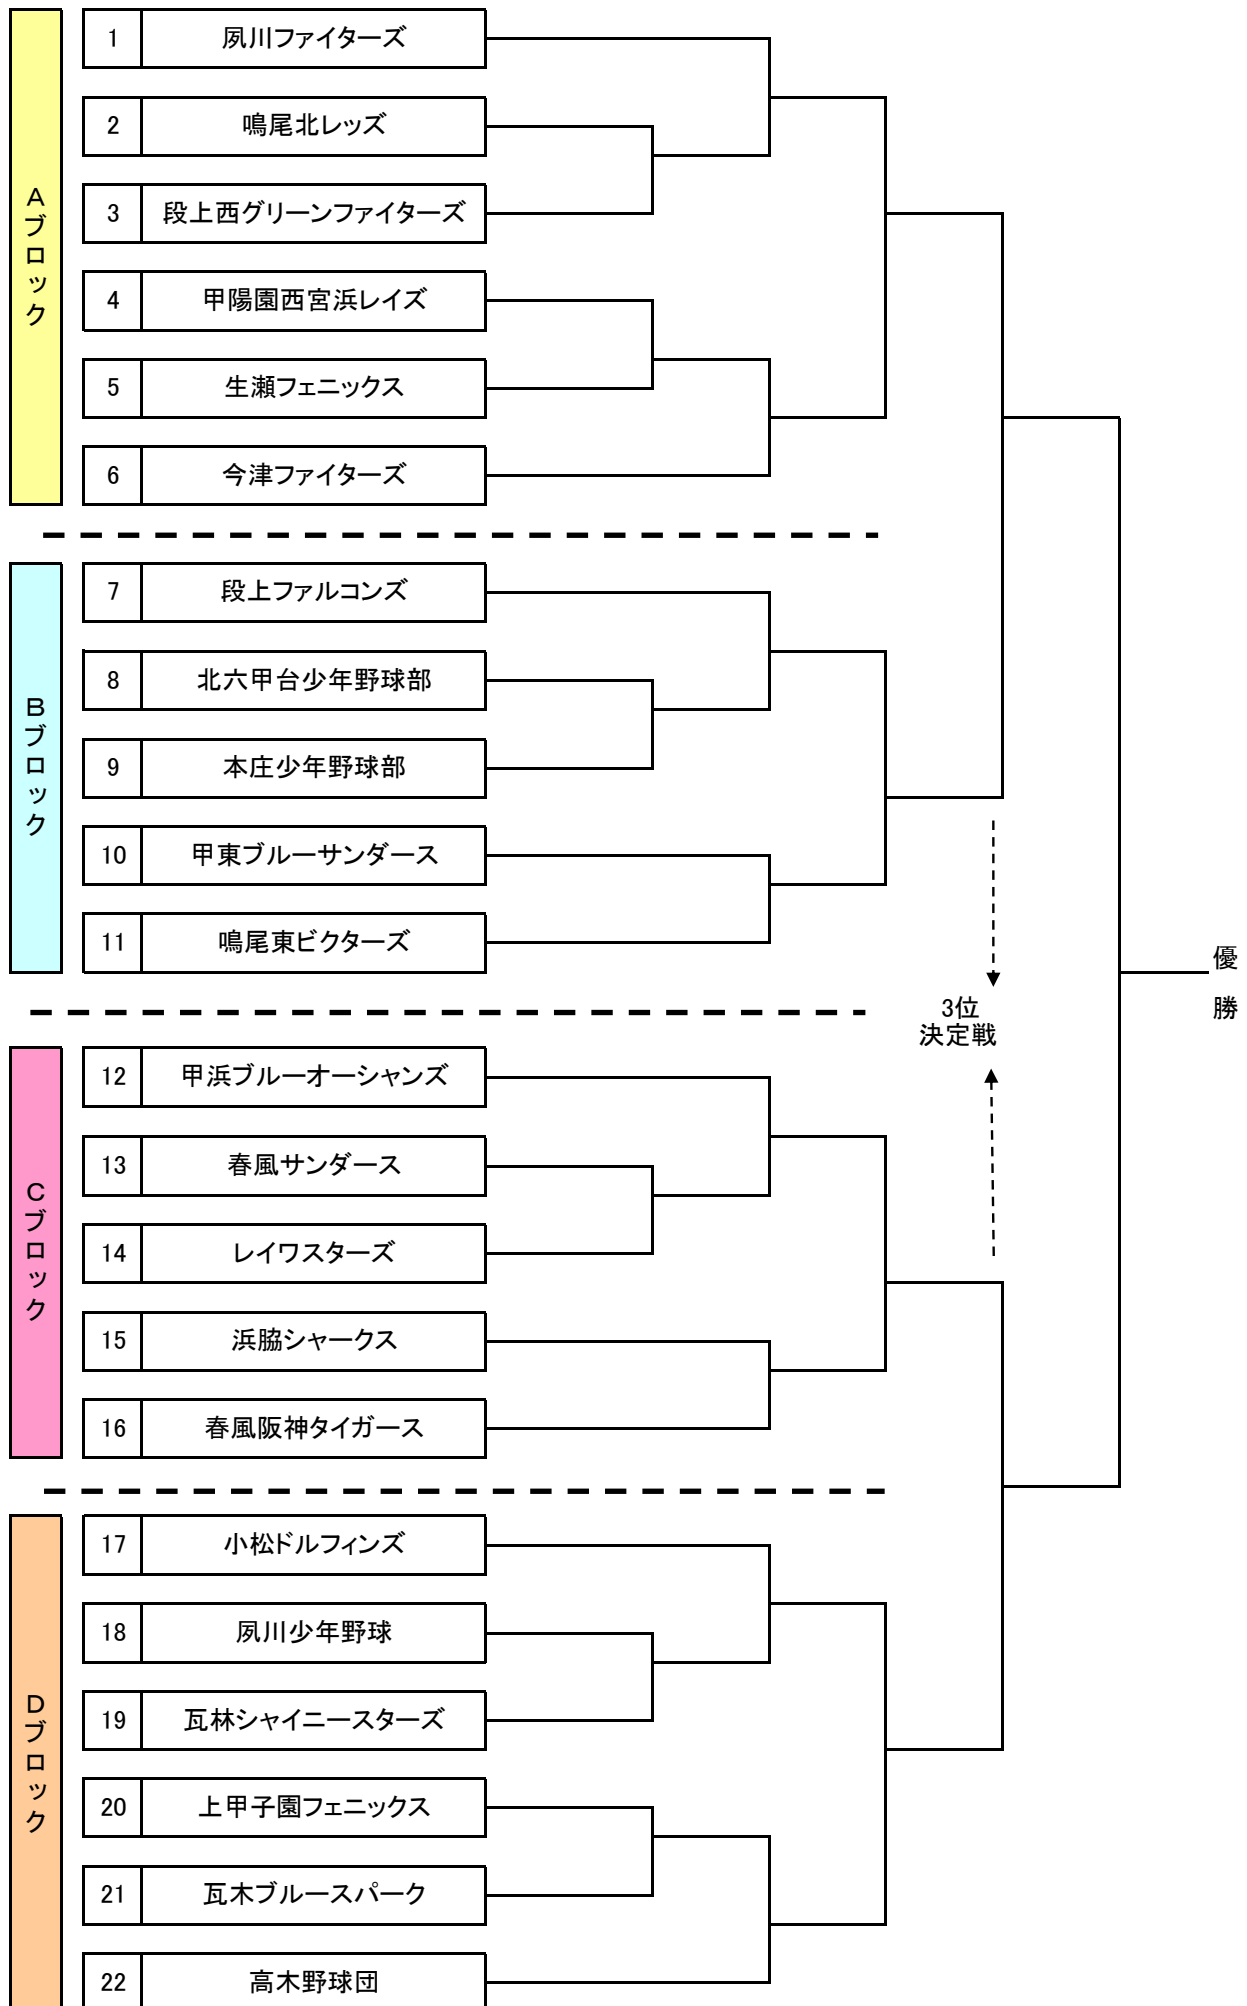 Aブロック
1 夙川ファイターズ
2 鳴尾北レッズ
3 段上西グリーンファイターズ
4 甲陽園西宮浜レイズ
5 生瀬フェニックス
6 今津ファイターズ
Bブロック
7 段上ファルコンズ
8 北六甲台少年野球部
9 本庄少年野球部
10 甲東ブルーサンダース
11 鳴尾東ビクターズ
優勝
3位
決定戦
Cブロック
12 甲浜ブルーオーシャンズ
13 春風サンダース
14 レイワスターズ
15 浜脇シャークス
16 春風阪神タイガース
Dブロック
17 小松ドルフィンズ
18 夙川少年野球
19 瓦林シャイニースターズ
20 上甲子園フェニックス
21 瓦木ブルースパーク
22 高木野球団